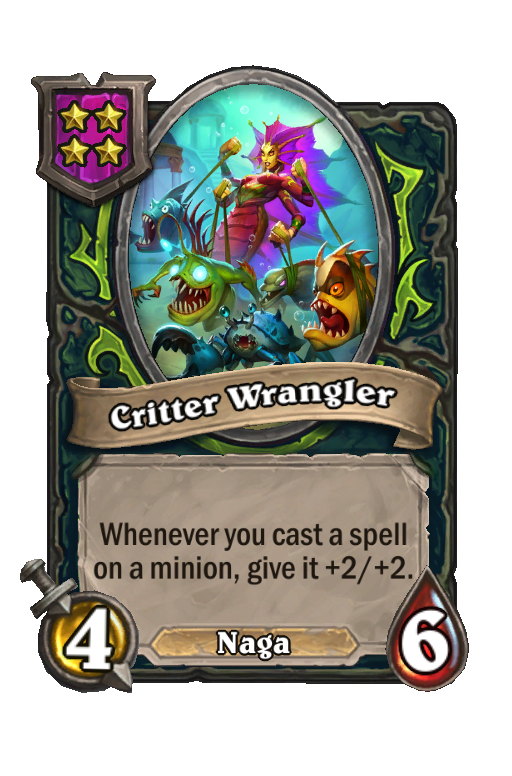 Critter Wrangler
Whenever you cast a spell
on a minion, give it +2/+2.
4
Naga
6